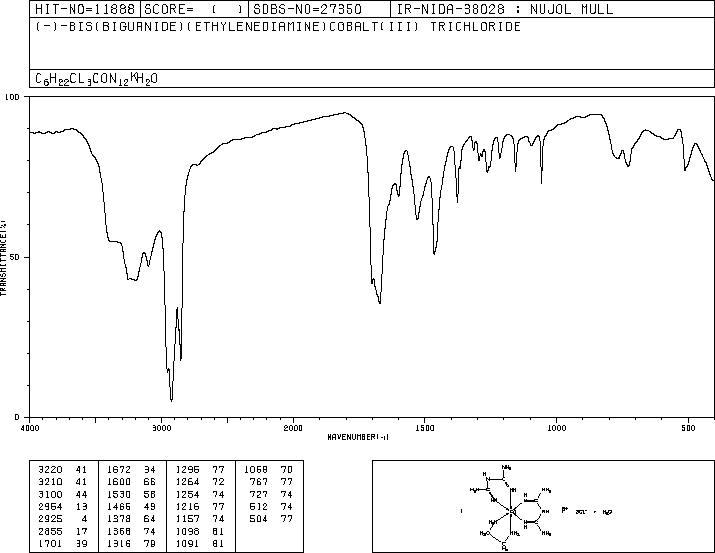 HIT-NO=11888 SCORE= ( ) SDBS-NO=27350 IR-NIDA-38028 : NUJOL MULL
(-)-BIS(BIGUANIDE)(ETHYLENEDIAMINE)COBALT(III) TRICHLORIDE
C6H22CL3CON12XH2O
100
50
0
TRANSMITTANCE(%)
4000 3000 2000 1500 1000 500
WAVENUMBER(-1)
3220 41 1672 34 1296 77 1068 70
3210 41 1600 66 1264 72 767 77
3100 44 1530 58 1254 74 727 74
2954 13 1466 49 1216 77 612 74
2925 4 1378 64 1157 74 504 77
2855 17 1368 74 1098 81
1701 39 1316 79 1091 81